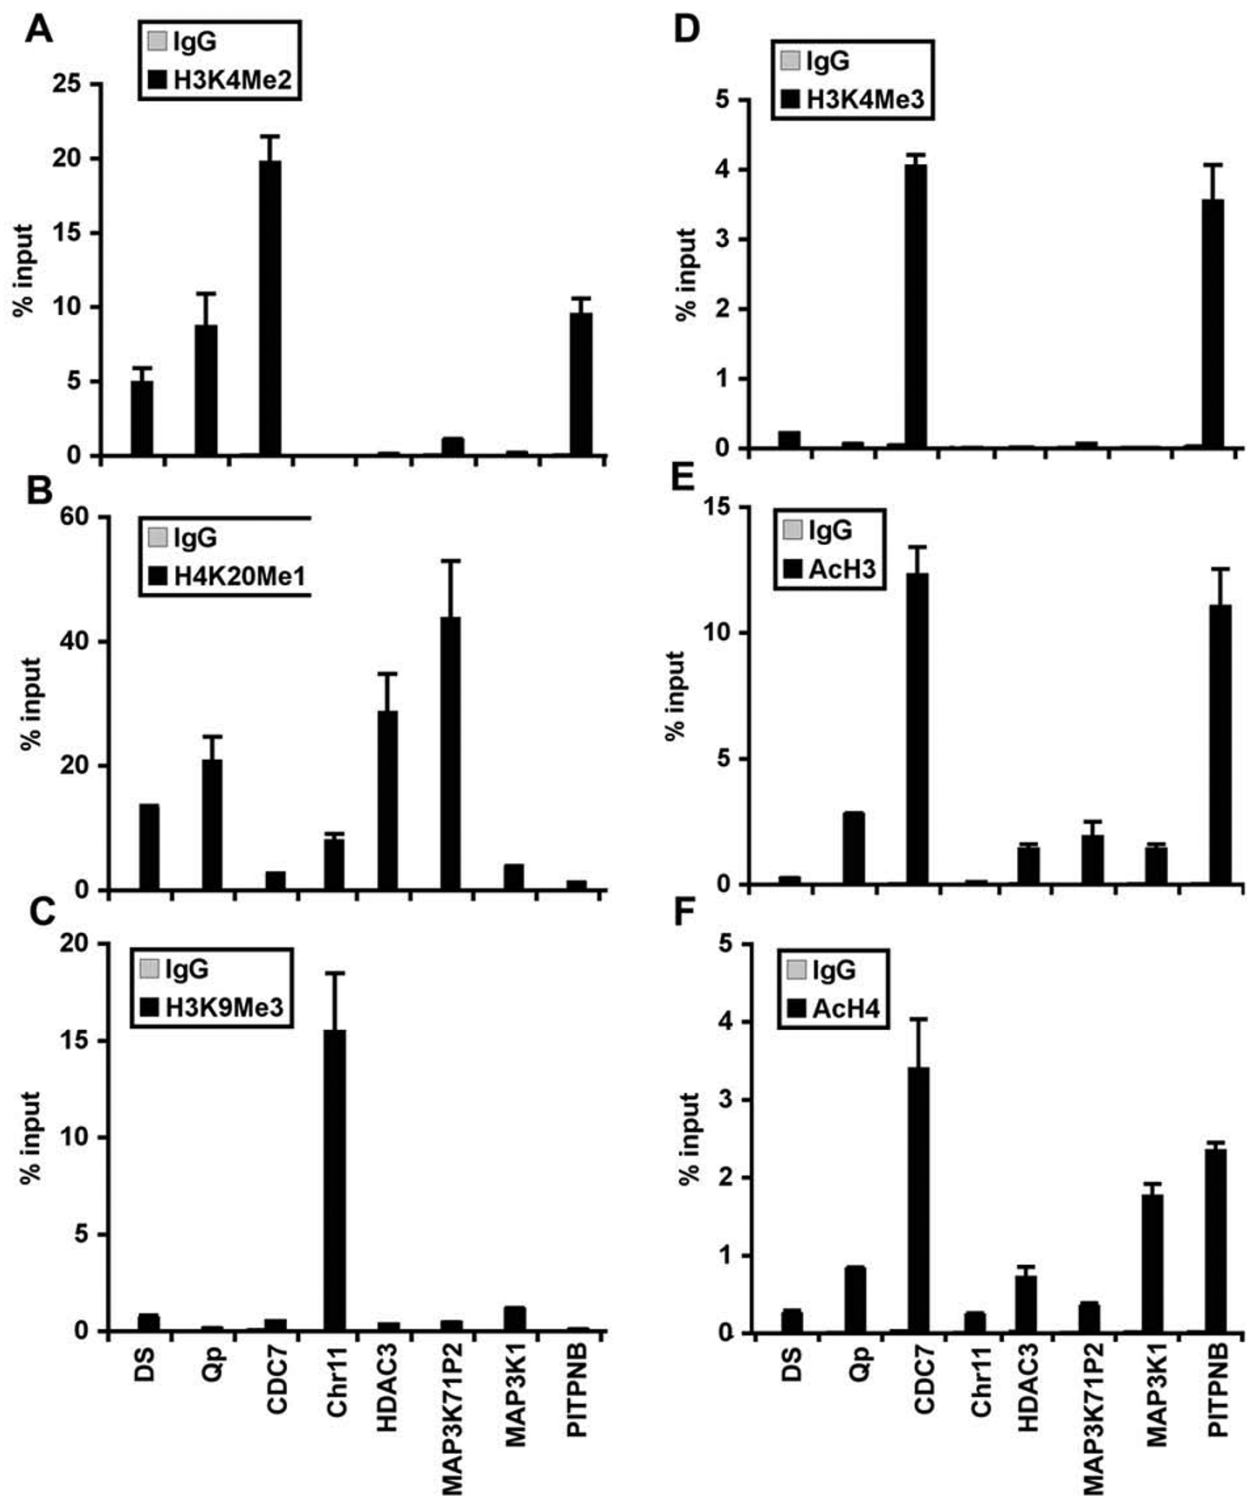 A
IgG
H3K4Me2
25
20
15
10
5
0
% input
B
IgG
H4K20Me1
60
40
20
0
% input
C
IgG
H3K9Me3
20
15
10
5
0
% input
DS
Qp
CDC7
Chr11
HDAC3
MAP3K71P2
MAP3K1
PITPNB
D
IgG
H3K4Me3
5
4
3
2
1
0
% input
E
IgG
AcH3
15
10
5
0
% input
F
IgG
AcH4
5
4
3
2
1
0
% input
DS
Qp
CDC7
Chr11
HDAC3
MAP3K71P2
MAP3K1
PITPNB